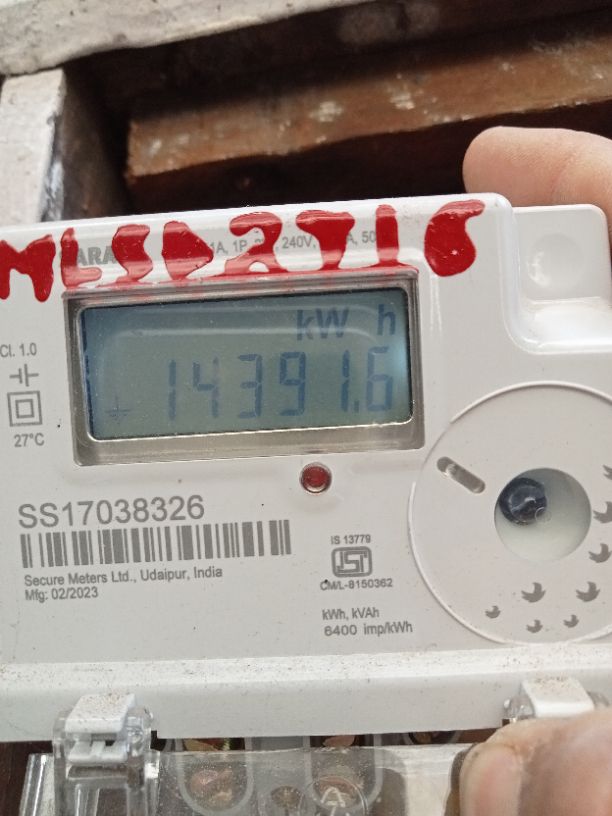 MLSD2716
kW h
14391.6
Cl. 1.0
27°C
SS17038326
Secure Meters Ltd., Udaipur, India
Mfg: 02/2023
IS 13779
ISI
CM/L-8150362
kWh, kVAh
6400 imp/kWh